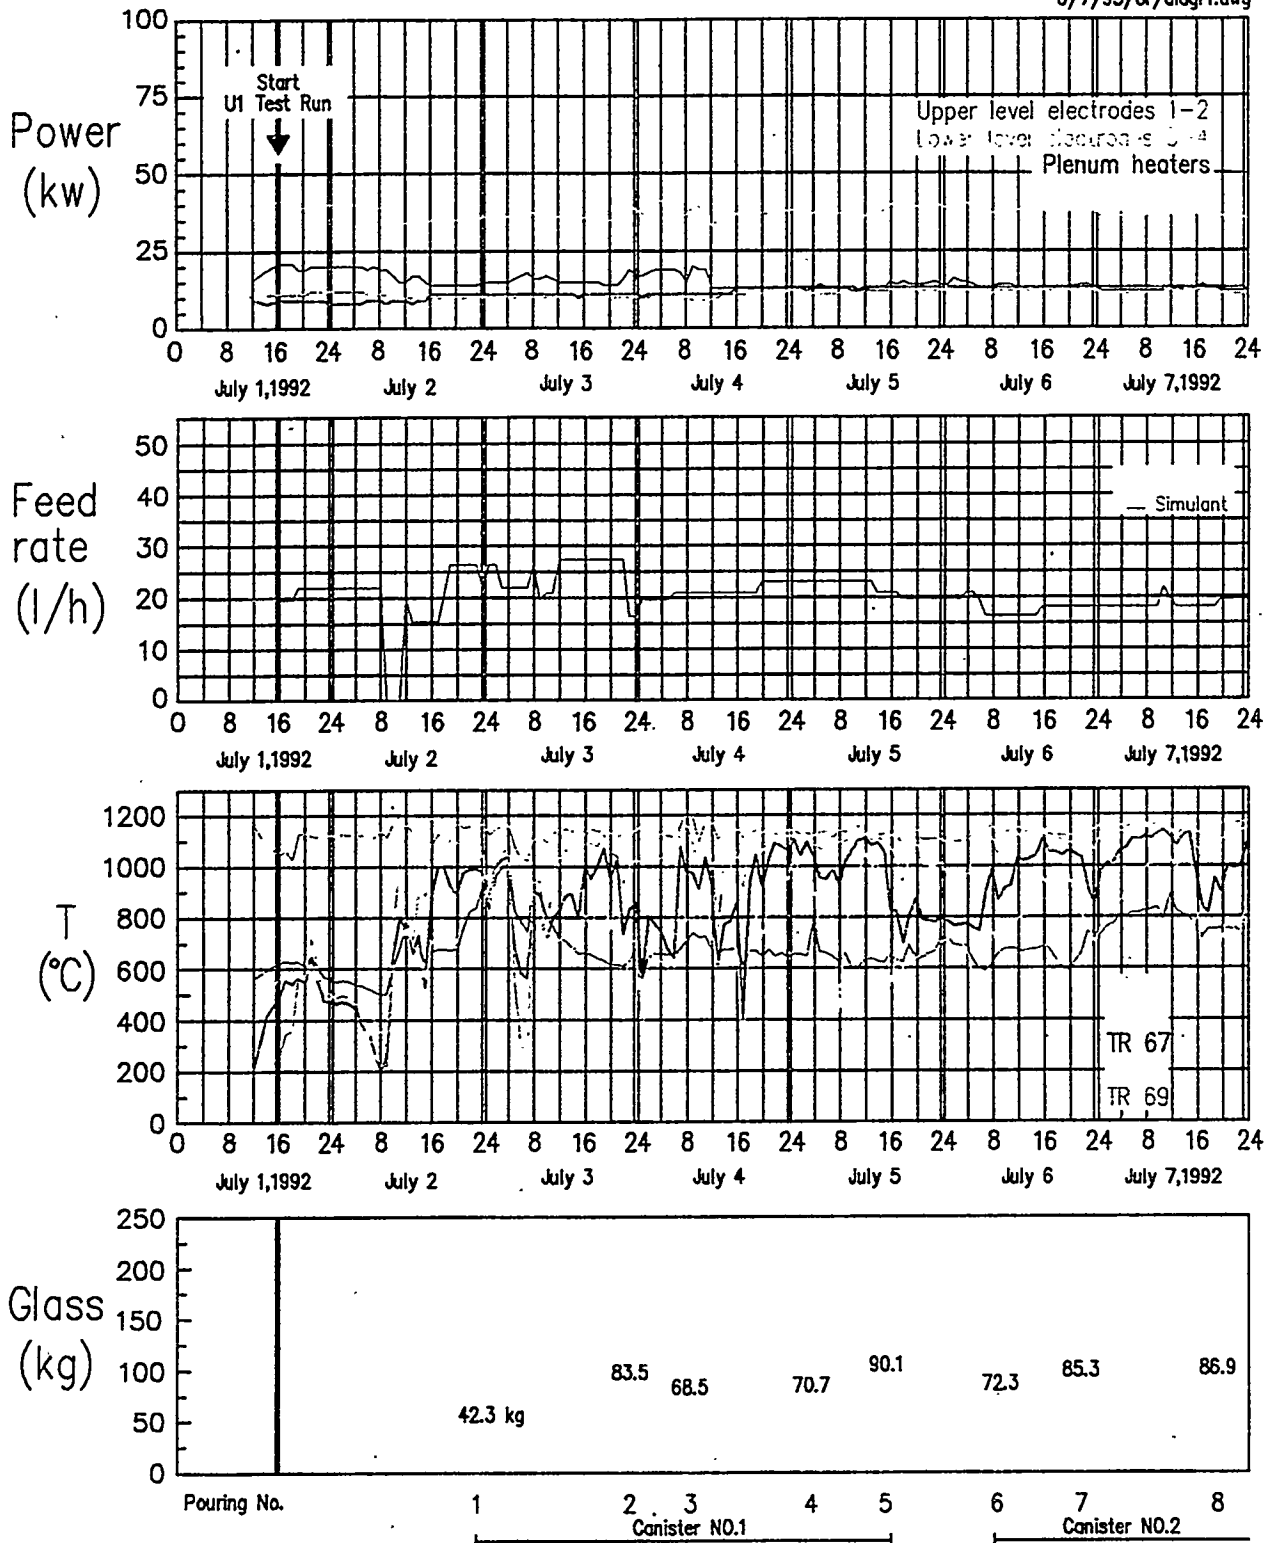 100
75
50
25
0
Power
(kw)
Start
U1 Test Run
Upper level electrodes 1-2
Lower level electrodes 3-4
Plenum heaters
0 8 16 24 8 16 24 8 16 24 8 16 24 8 16 24 8 16 24 8 16 24
July 1,1992 July 2 July 3 July 4 July 5 July 6 July 7,1992
50
40
30
20
10
0
Feed
rate
(l/h)
— Simulant
0 8 16 24 8 16 24 8 16 24 8 16 24 8 16 24 8 16 24 8 16 24
July 1,1992 July 2 July 3 July 4 July 5 July 6 July 7,1992
1200
1000
800
600
400
200
0
T
(°C)
TR 67
TR 69
0 8 16 24 8 16 24 8 16 24 8 16 24 8 16 24 8 16 24 8 16 24
July 1,1992 July 2 July 3 July 4 July 5 July 6 July 7,1992
250
200
150
100
50
0
Glass
(kg)
42.3 kg
83.5
68.5
70.7
90.1
72.3
85.3
86.9
Pouring No. 1 2 3 4 5 6 7 8
Canister NO.1 Canister NO.2